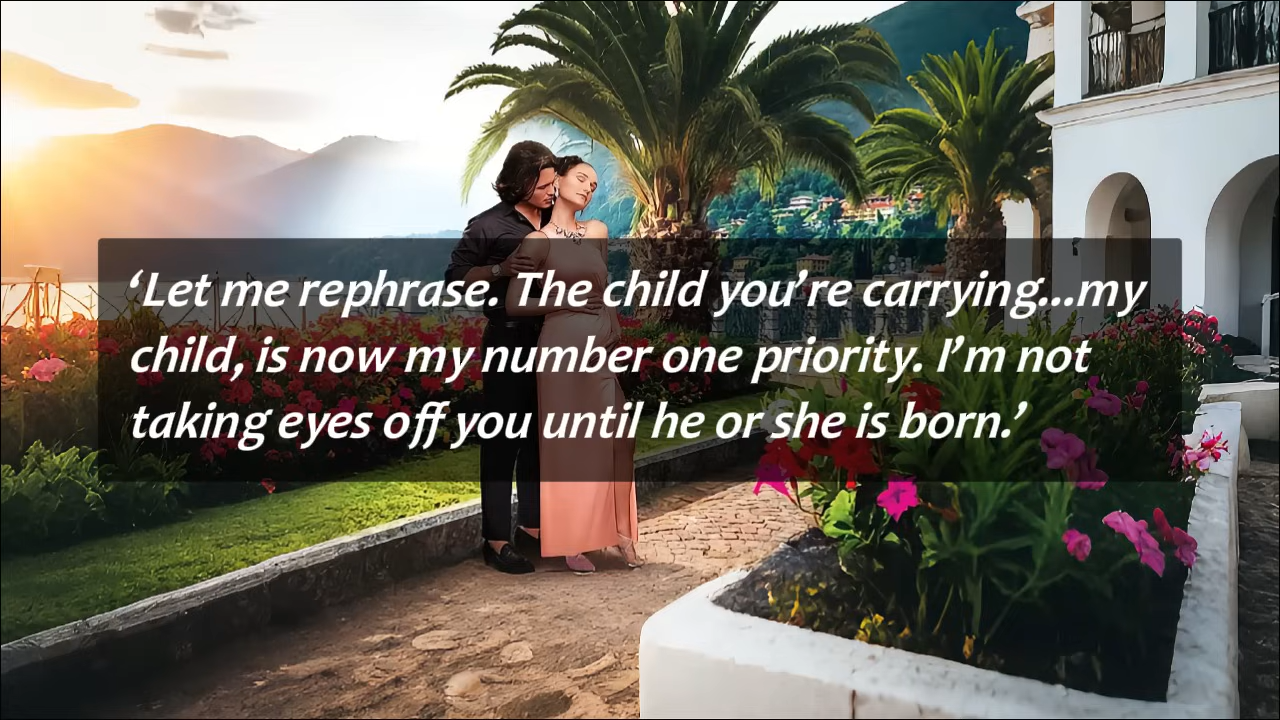 ‘Let me rephrase. The child you’re carrying...my
child, is now my number one priority. I’m not
taking eyes off you until he or she is born.’